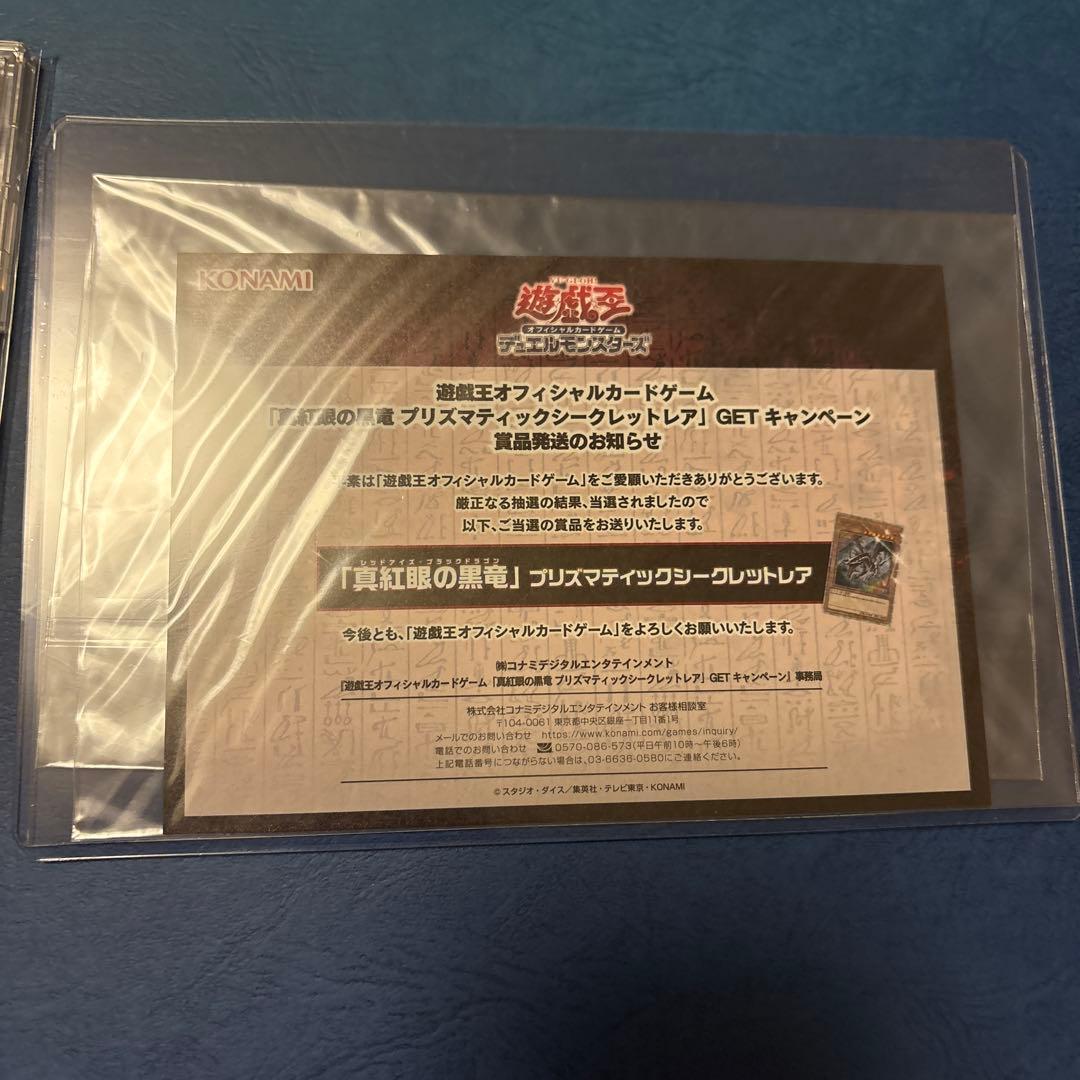 KONAMI
YU-GI-OH!
遊戯王
オフィシャルカードゲーム
デュエルモンスターズ
遊戯王オフィシャルカードゲーム
「真紅眼の黒竜 プリズマティックシークレットレア」GET キャンペーン
賞品発送のお知らせ
平素は「遊戯王オフィシャルカードゲーム」をご愛顧いただきありがとうございます。
厳正なる抽選の結果、当選されましたので
以下、ご当選の賞品をお送りいたします。
レッドアイズ・ブラックドラゴン
「真紅眼の黒竜」プリズマティックシークレットレア
今後とも、「遊戯王オフィシャルカードゲーム」をよろしくお願いいたします。
㈱コナミデジタルエンタテインメント
『遊戯王オフィシャルカードゲーム「真紅眼の黒竜 プリズマティックシークレットレア」GET キャンペーン』事務局
株式会社コナミデジタルエンタテインメント お客様相談室
〒104-0061 東京都中央区銀座一丁目11番1号
メールでのお問い合わせ https://www.konami.com/games/inquiry/
電話でのお問い合わせ 0570-086-573(平日午前10時〜午後6時)
上記電話番号につながらない場合は、03-6636-0580にご連絡ください。
©スタジオ・ダイス／集英社・テレビ東京・KONAMI